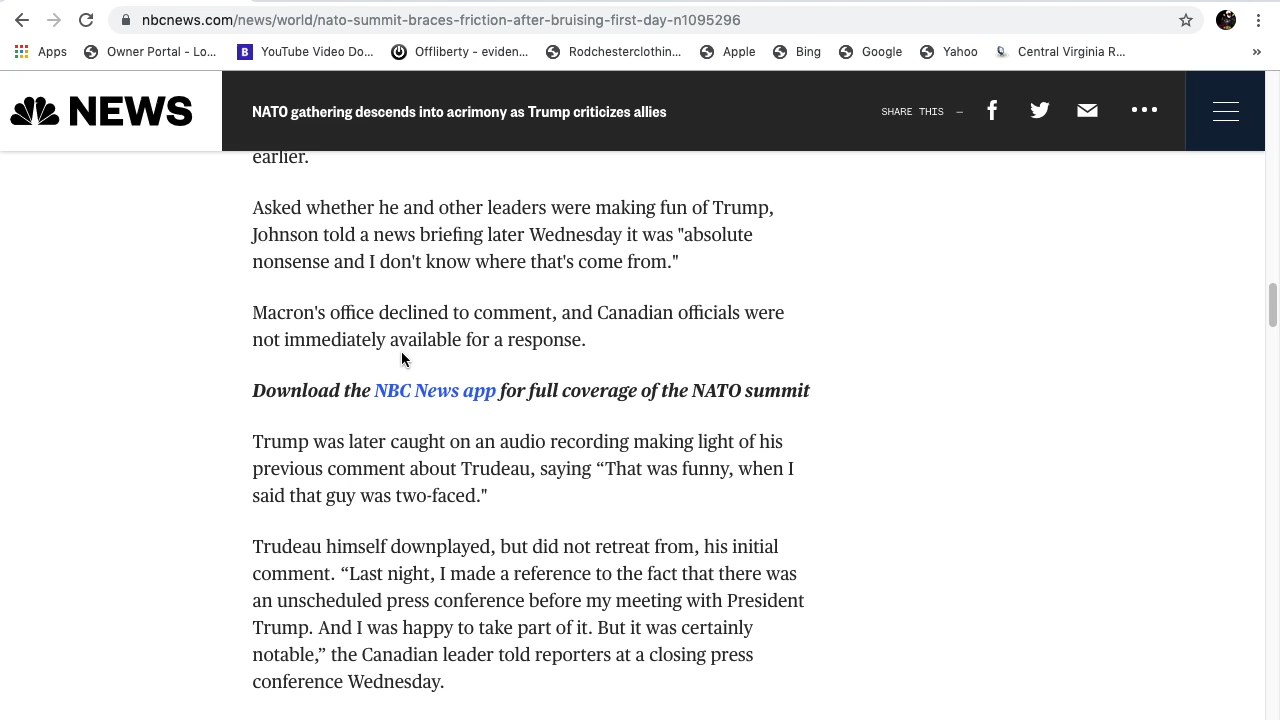 nbcnews.com/news/world/nato-summit-braces-friction-after-bruising-first-day-n1095296
Apps Owner Portal - Lo... B YouTube Video Do... Offliberty - eviden... Rodchesterclothin... Apple Bing Google Yahoo Central Virginia R... »
NEWS NATO gathering descends into acrimony as Trump criticizes allies SHARE THIS –
earlier.
Asked whether he and other leaders were making fun of Trump,
Johnson told a news briefing later Wednesday it was "absolute
nonsense and I don't know where that's come from."
Macron's office declined to comment, and Canadian officials were
not immediately available for a response.
Download the NBC News app for full coverage of the NATO summit
Trump was later caught on an audio recording making light of his
previous comment about Trudeau, saying “That was funny, when I
said that guy was two-faced."
Trudeau himself downplayed, but did not retreat from, his initial
comment. “Last night, I made a reference to the fact that there was
an unscheduled press conference before my meeting with President
Trump. And I was happy to take part of it. But it was certainly
notable,” the Canadian leader told reporters at a closing press
conference Wednesday.